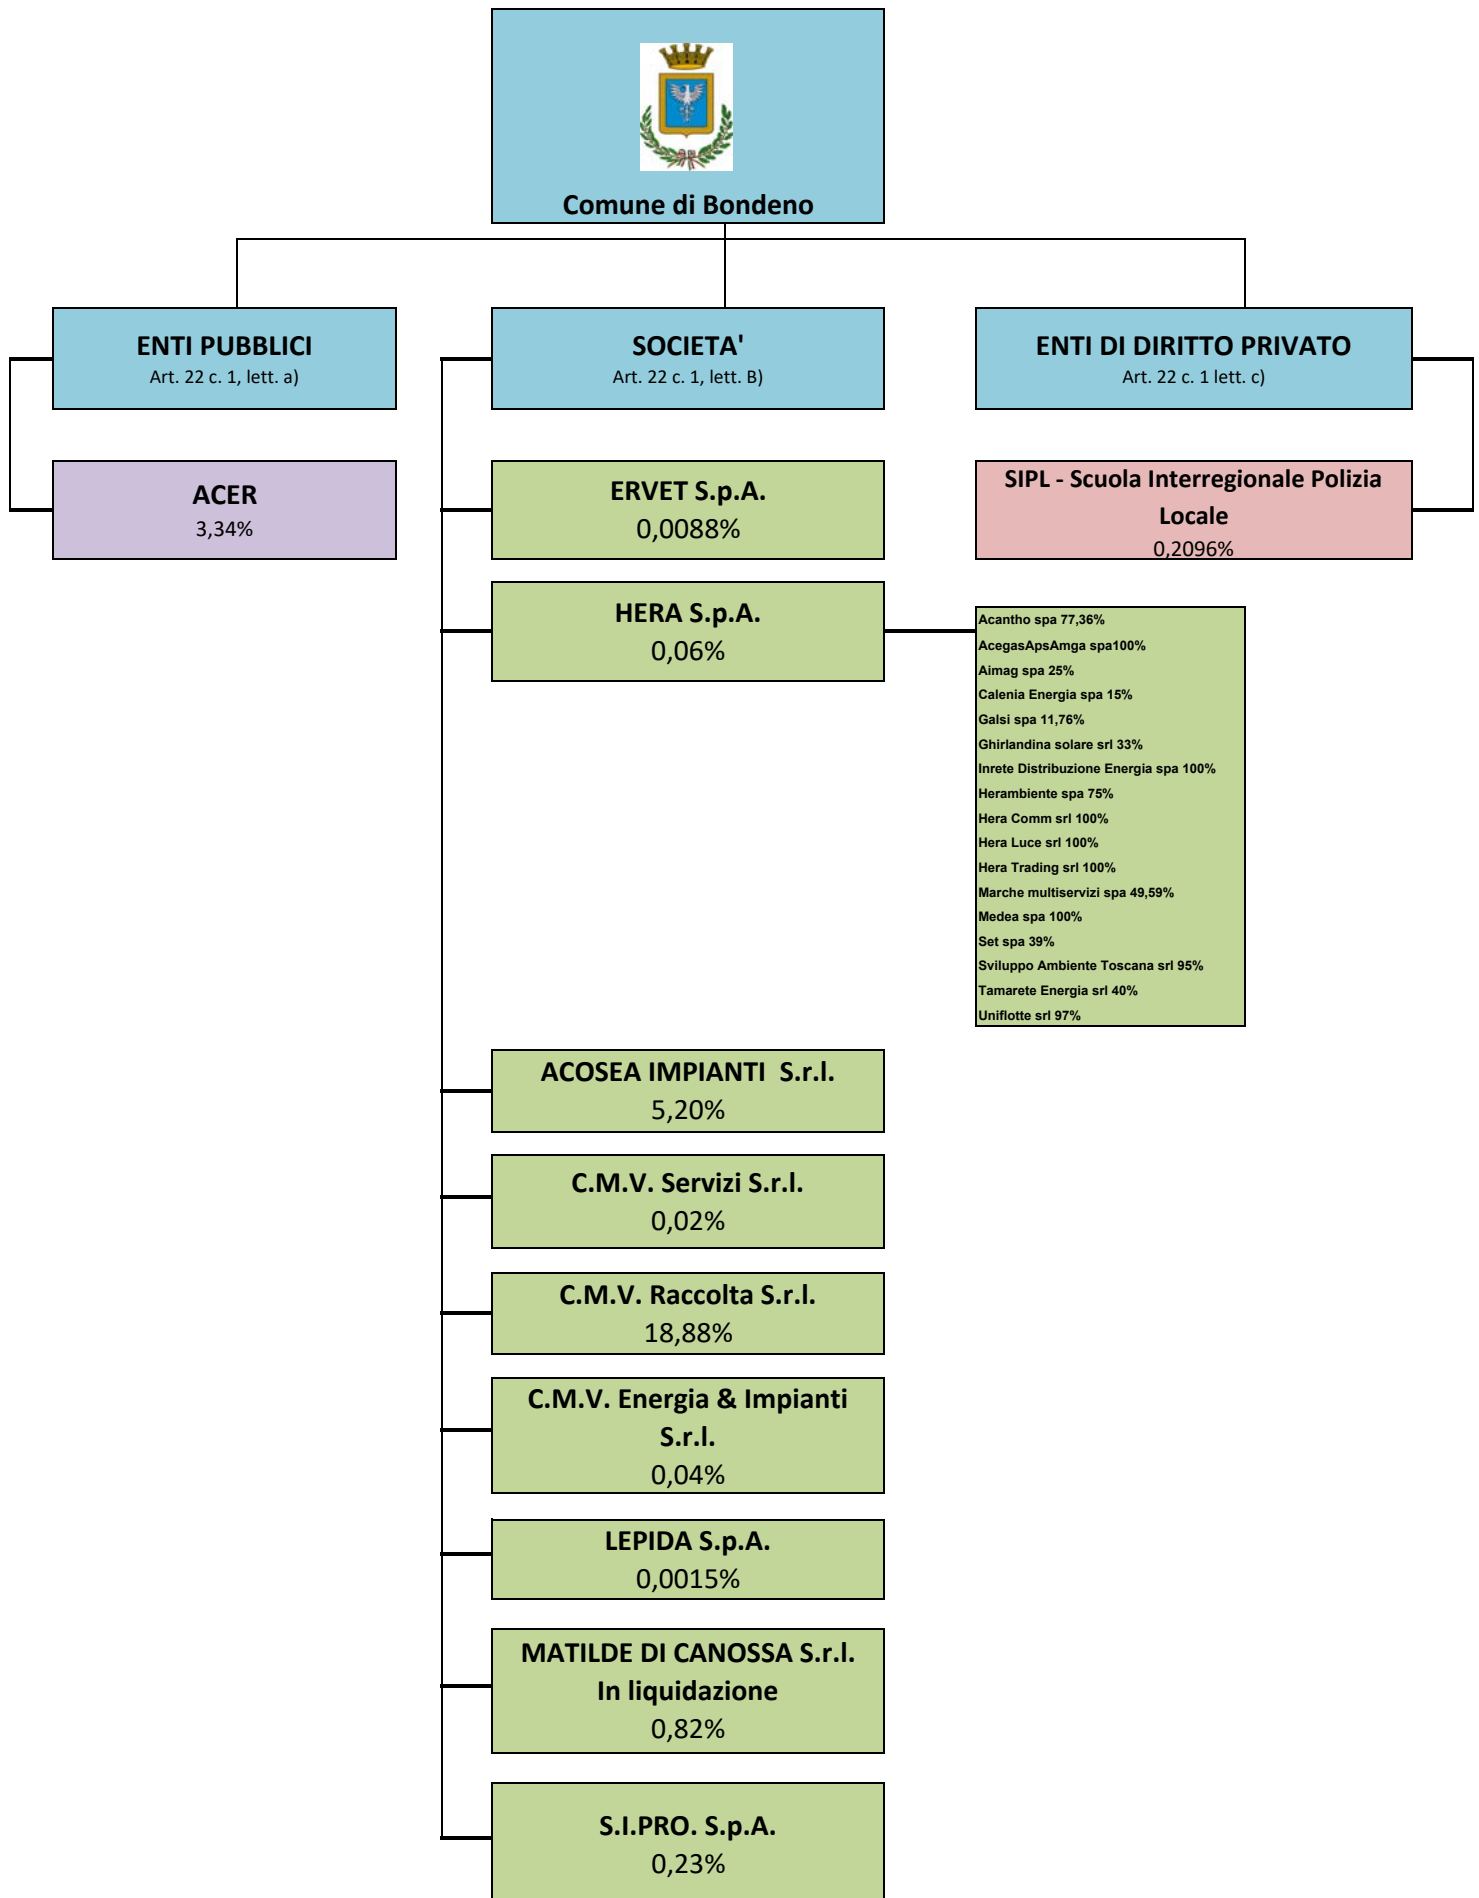 Comune di Bondeno
ENTI PUBBLICI
Art. 22 c. 1, lett. a)
SOCIETA'
Art. 22 c. 1, lett. B)
ENTI DI DIRITTO PRIVATO
Art. 22 c. 1 lett. c)
ACER
3,34%
ERVET S.p.A.
0,0088%
SIPL - Scuola Interregionale Polizia
Locale
0,2096%
HERA S.p.A.
0,06%
Acantho spa 77,36%
AcegasApsAmga spa100%
Aimag spa 25%
Calenia Energia spa 15%
Galsi spa 11,76%
Ghirlandina solare srl 33%
Inrete Distribuzione Energia spa 100%
Herambiente spa 75%
Hera Comm srl 100%
Hera Luce srl 100%
Hera Trading srl 100%
Marche multiservizi spa 49,59%
Medea spa 100%
Set spa 39%
Sviluppo Ambiente Toscana srl 95%
Tamarete Energia srl 40%
Uniflotte srl 97%
ACOSEA IMPIANTI S.r.l.
5,20%
C.M.V. Servizi S.r.l.
0,02%
C.M.V. Raccolta S.r.l.
18,88%
C.M.V. Energia & Impianti
S.r.l.
0,04%
LEPIDA S.p.A.
0,0015%
MATILDE DI CANOSSA S.r.l.
In liquidazione
0,82%
S.I.PRO. S.p.A.
0,23%